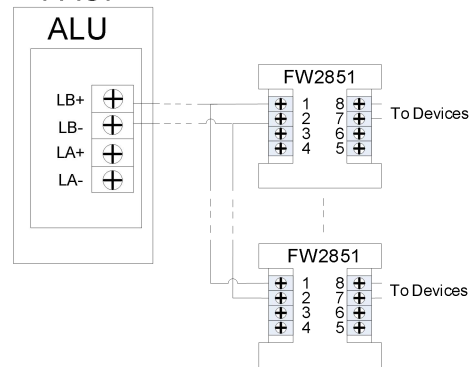 ALU
LB+
LB-
LA+
LA-
FW2851
1 8
2 7
3 6
4 5
To Devices
FW2851
1 8
2 7
3 6
4 5
To Devices